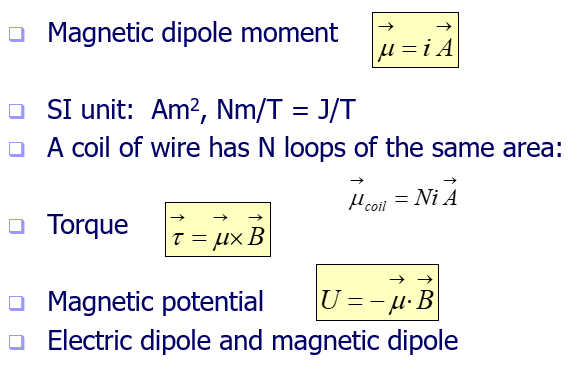 Magnetic dipole moment $\vec{\mu} = i\vec{A}$
SI unit: Am², Nm/T = J/T
A coil of wire has N loops of the same area:
$\vec{\mu}_{coil} = Ni\vec{A}$
Torque $\vec{\tau} = \vec{\mu} \times \vec{B}$
Magnetic potential $U = -\vec{\mu} \cdot \vec{B}$
Electric dipole and magnetic dipole